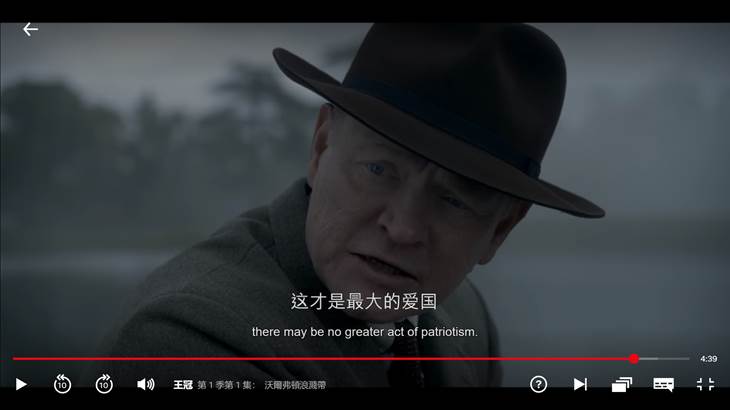 这才是最大的爱国
there may be no greater act of patriotism.
4:39
10 10 王冠 第 1 季第 1 集： 沃爾弗頓浪濺帶 ?